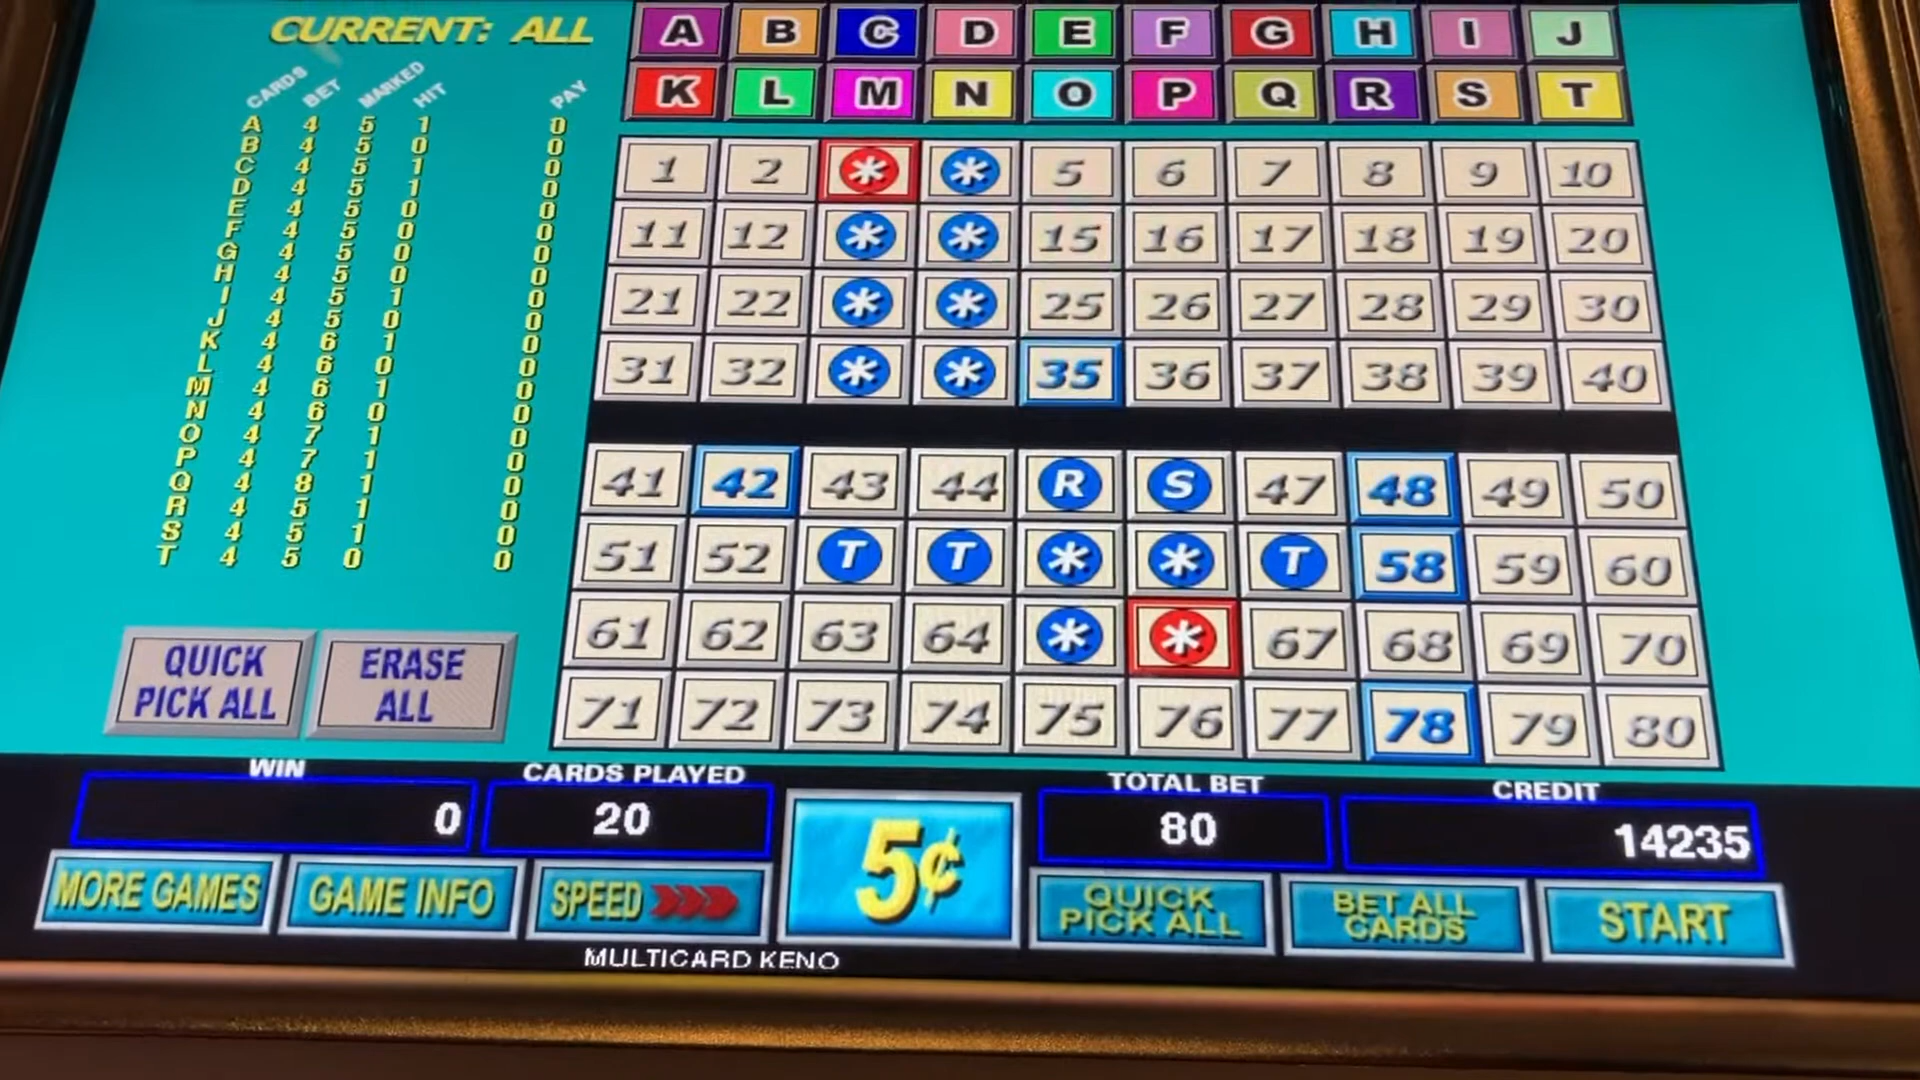 CURRENT: ALL
A B C D E F G H I J
K L M N O P Q R S T
CARDS BET MARKED HIT PAY
A 4 5 1 0
B 4 5 0 0
C 4 5 1 0
D 4 5 1 0
E 4 5 0 0
F 4 5 0 0
G 4 5 0 0
H 4 5 0 0
I 4 5 1 0
J 4 5 0 0
K 4 6 1 0
L 4 6 0 0
M 4 6 1 0
N 4 6 0 0
O 4 7 1 0
P 4 7 1 0
Q 4 8 1 0
R 4 5 1 0
S 4 5 1 0
T 4 5 0 0
1 2 * * 5 6 7 8 9 10
11 12 * * 15 16 17 18 19 20
21 22 * * 25 26 27 28 29 30
31 32 * * 35 36 37 38 39 40
41 42 43 44 R S 47 48 49 50
51 52 T T * * T 58 59 60
61 62 63 64 * * 67 68 69 70
71 72 73 74 75 76 77 78 79 80
QUICK PICK ALL
ERASE ALL
WIN CARDS PLAYED TOTAL BET CREDIT
0 20 5¢ 80 14235
MORE GAMES GAME INFO SPEED QUICK PICK ALL BET ALL CARDS START
MULTICARD KENO